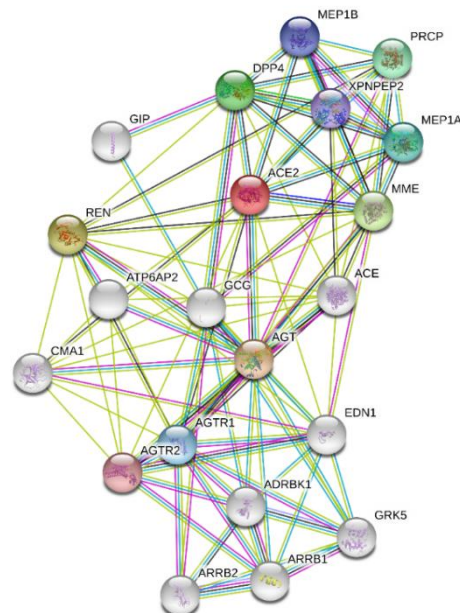 MEP1B
PRCP
DPP4
XPNPEP2
GIP
MEP1A
ACE2
MME
REN
ATP6AP2
GCG
ACE
AGT
CMA1
EDN1
AGTR1
AGTR2
ADRBK1
GRK5
ARRB1
ARRB2